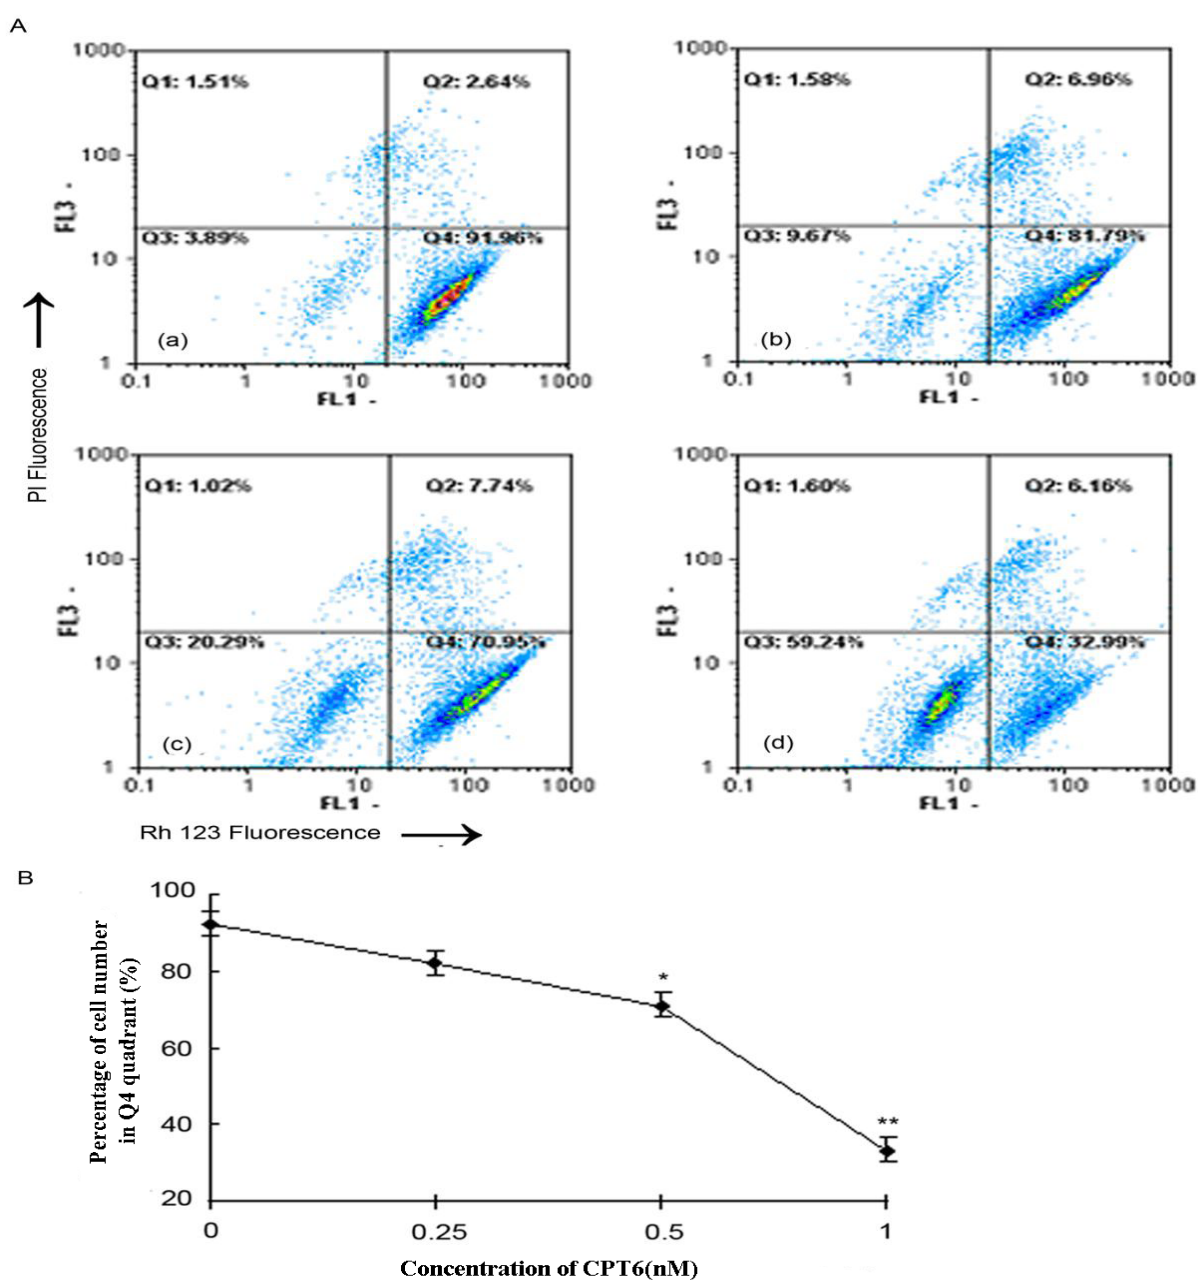 A
1000
Q1: 1.51% Q2: 2.64%
100
FL3 -
Q3: 3.89% Q4: 91.96%
10
(a)
1
0.1 1 10 100 1000
FL1 -
1000
Q1: 1.58% Q2: 6.96%
100
FL3 -
Q3: 9.67% Q4: 81.79%
10
(b)
1
0.1 1 10 100 1000
FL1 -
PI Fluorescence
1000
Q1: 1.02% Q2: 7.74%
100
FL3 -
Q3: 20.29% Q4: 70.95%
10
(c)
1
0.1 1 10 100 1000
FL1 -
1000
Q1: 1.60% Q2: 6.16%
100
FL3 -
Q3: 59.24% Q4: 32.99%
10
(d)
1
0.1 1 10 100 1000
FL1 -
Rh 123 Fluorescence
B
Percentage of cell number
in Q4 quadrant (%)
100
80
60
40
20
*
**
0 0.25 0.5 1
Concentration of CPT6(nM)